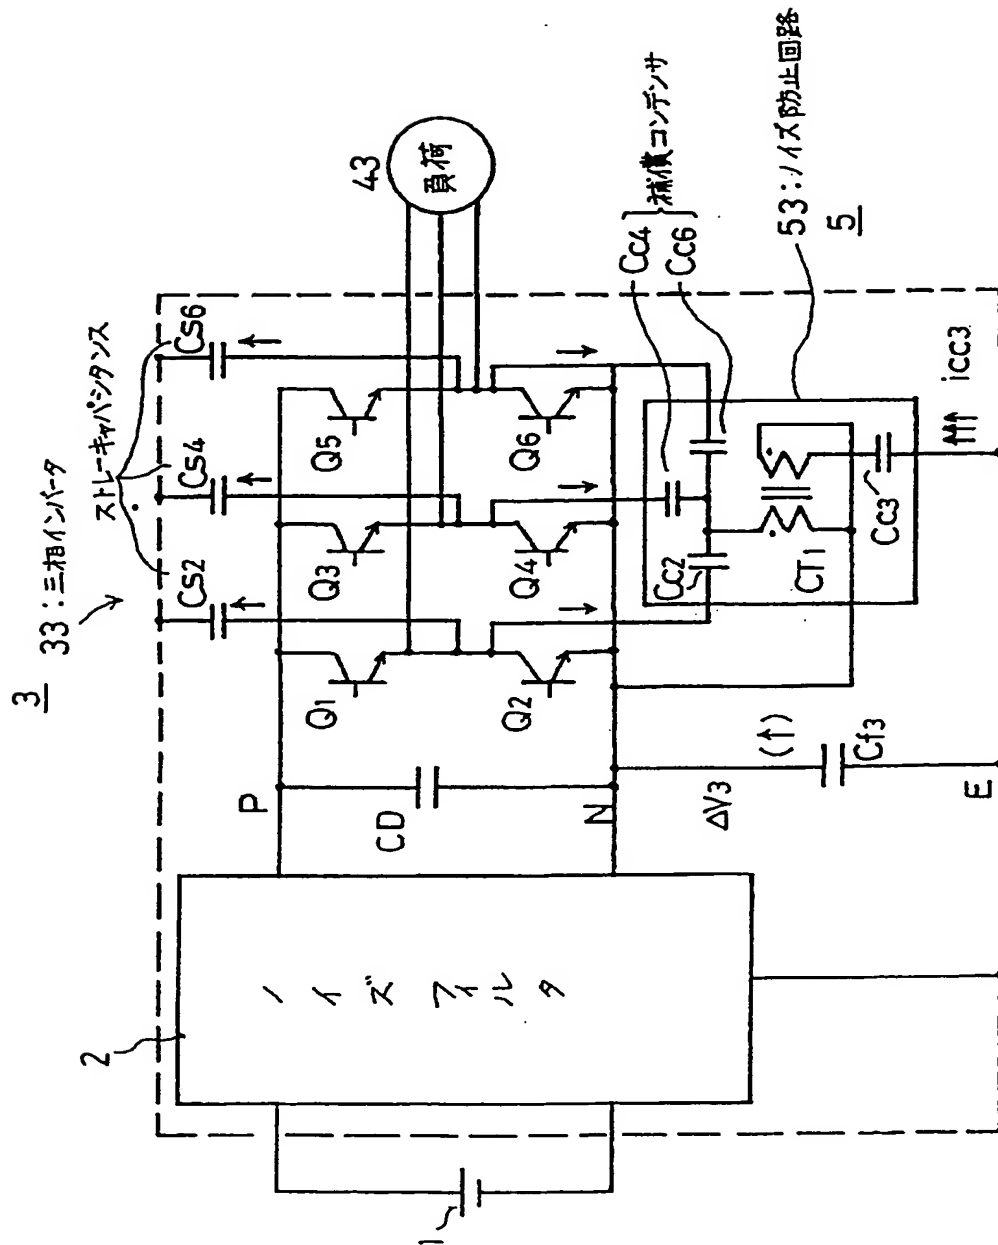 3
33:三相インバータ
ストレーキャパシタンス
Cs2
Cs4
Cs6
43
負荷
2
ノイズフィルタ
1
P
CD
N
Q1
Q3
Q5
Q2
Q4
Q6
Cc4
Cc6
補償コンデンサ
53:ノイズ防止回路
5
Cc2
CT1
Cc3
icc3
ΔV3
(↑)
Cf3
E